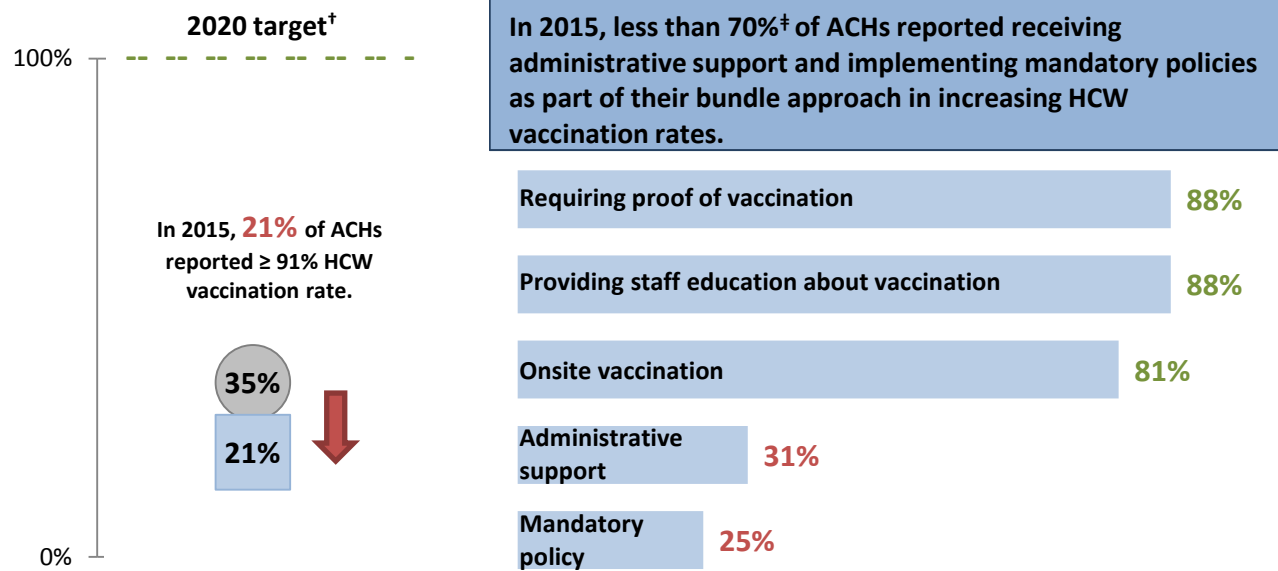 2020 target†
100%
In 2015, 21% of ACHs
reported ≥ 91% HCW
vaccination rate.
35%
21%
0%
In 2015, less than 70%‡ of ACHs reported receiving
administrative support and implementing mandatory policies
as part of their bundle approach in increasing HCW
vaccination rates.
Requiring proof of vaccination 88%
Providing staff education about vaccination 88%
Onsite vaccination 81%
Administrative
support 31%
Mandatory
policy 25%